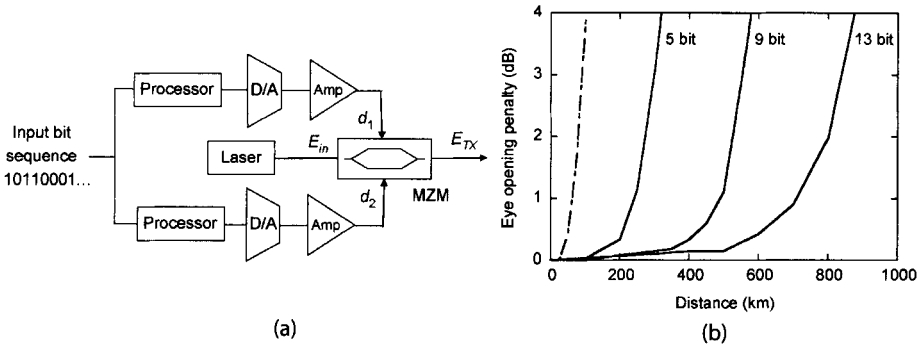 Input bit
sequence
10110001...
Processor
D/A
Amp
d1
Laser
Ein
MZM
ETX
Processor
D/A
Amp
d2
(a)
Eye opening penalty (dB)
4
3
2
1
0
5 bit
9 bit
13 bit
0 200 400 600 800 1000
Distance (km)
(b)